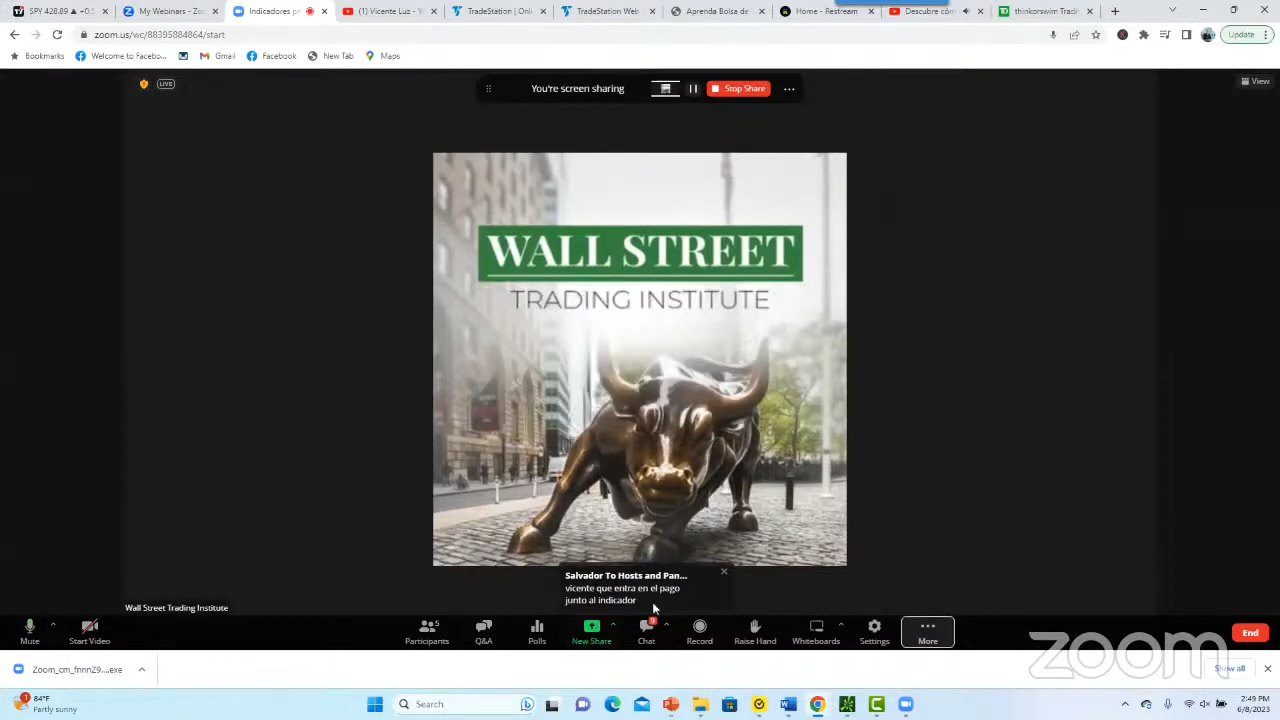 SPY 428.89 ▲ +0.
My Webinars - Zo
Indicadores p
(1) Vicente Luz - 
TradeStation | Onli
TradeStation Web
Aprenda Bolsa de
Home - Restream
Descubre cóm
thinkorswim Tradi
zoom.us/wc/88395884864/start
Update
Bookmarks
Welcome to Facebo...
Gmail
Facebook
New Tab
Maps
LIVE
You're screen sharing
Stop Share
View
WALL STREET
TRADING INSTITUTE
Salvador To Hosts and Pan...
vicente que entra en el pago
junto al indicador
Wall Street Trading Institute
Mute
Start Video
Participants
5
Q&A
Polls
New Share
Chat
9
Record
Raise Hand
Whiteboards
Settings
More
End
zoom
Zoom_cm_fnnnZ9....exe
Show all
1
84°F
Partly sunny
Search
2:49 PM
6/8/2023